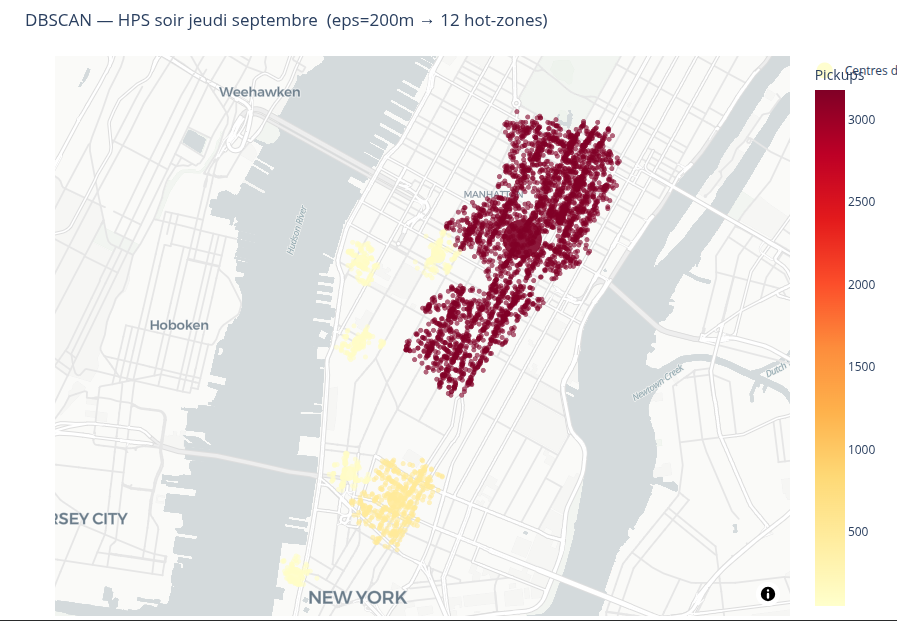 DBSCAN — HPS soir jeudi septembre (eps=200m → 12 hot-zones)
Weehawken
Centres d
Pickups
3000
MANHATTAN
2500
Hudson River
2000
Hoboken
1500
Newtown Creek
Dutch
1000
RSEY CITY
500
NEW YORK